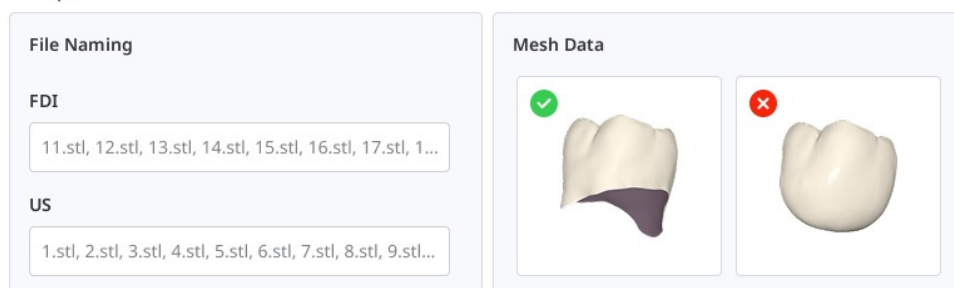 File Naming
FDI
11.stl, 12.stl, 13.stl, 14.stl, 15.stl, 16.stl, 17.stl, 1...
US
1.stl, 2.stl, 3.stl, 4.stl, 5.stl, 6.stl, 7.stl, 8.stl, 9.stl...
Mesh Data